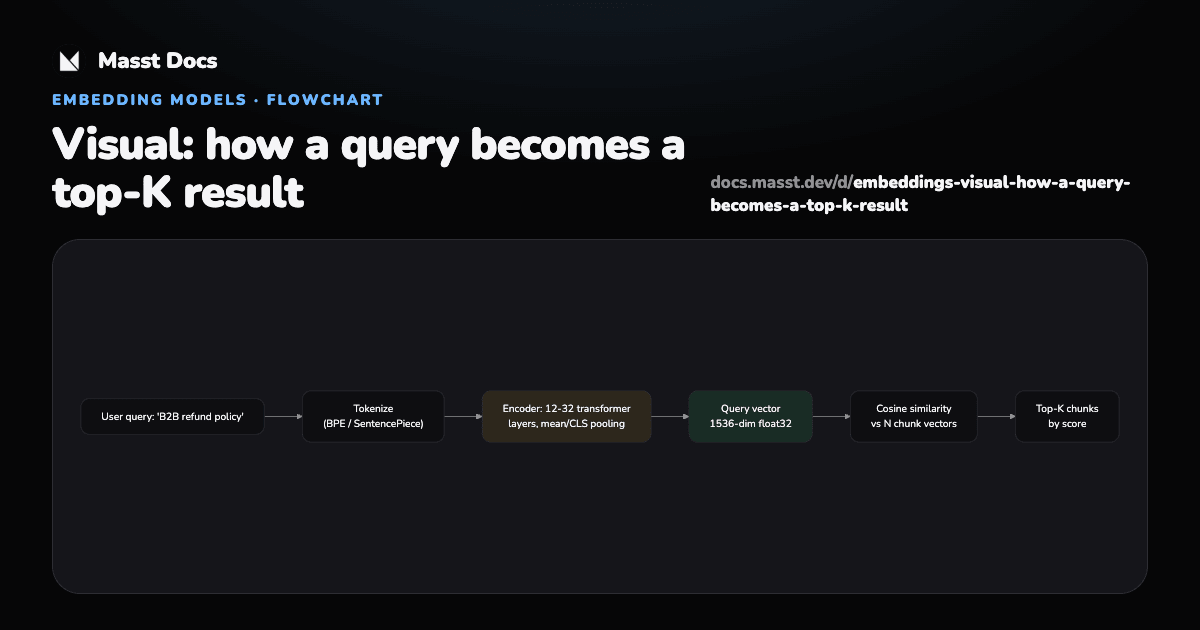 Masst Docs
EMBEDDING MODELS · FLOWCHART
Visual: how a query becomes a
top-K result
docs.masst.dev/d/embeddings-visual-how-a-query-
becomes-a-top-k-result
User query: 'B2B refund policy'
Tokenize
(BPE / SentencePiece)
Encoder: 12-32 transformer
layers, mean/CLS pooling
Query vector
1536-dim float32
Cosine similarity
vs N chunk vectors
Top-K chunks
by score